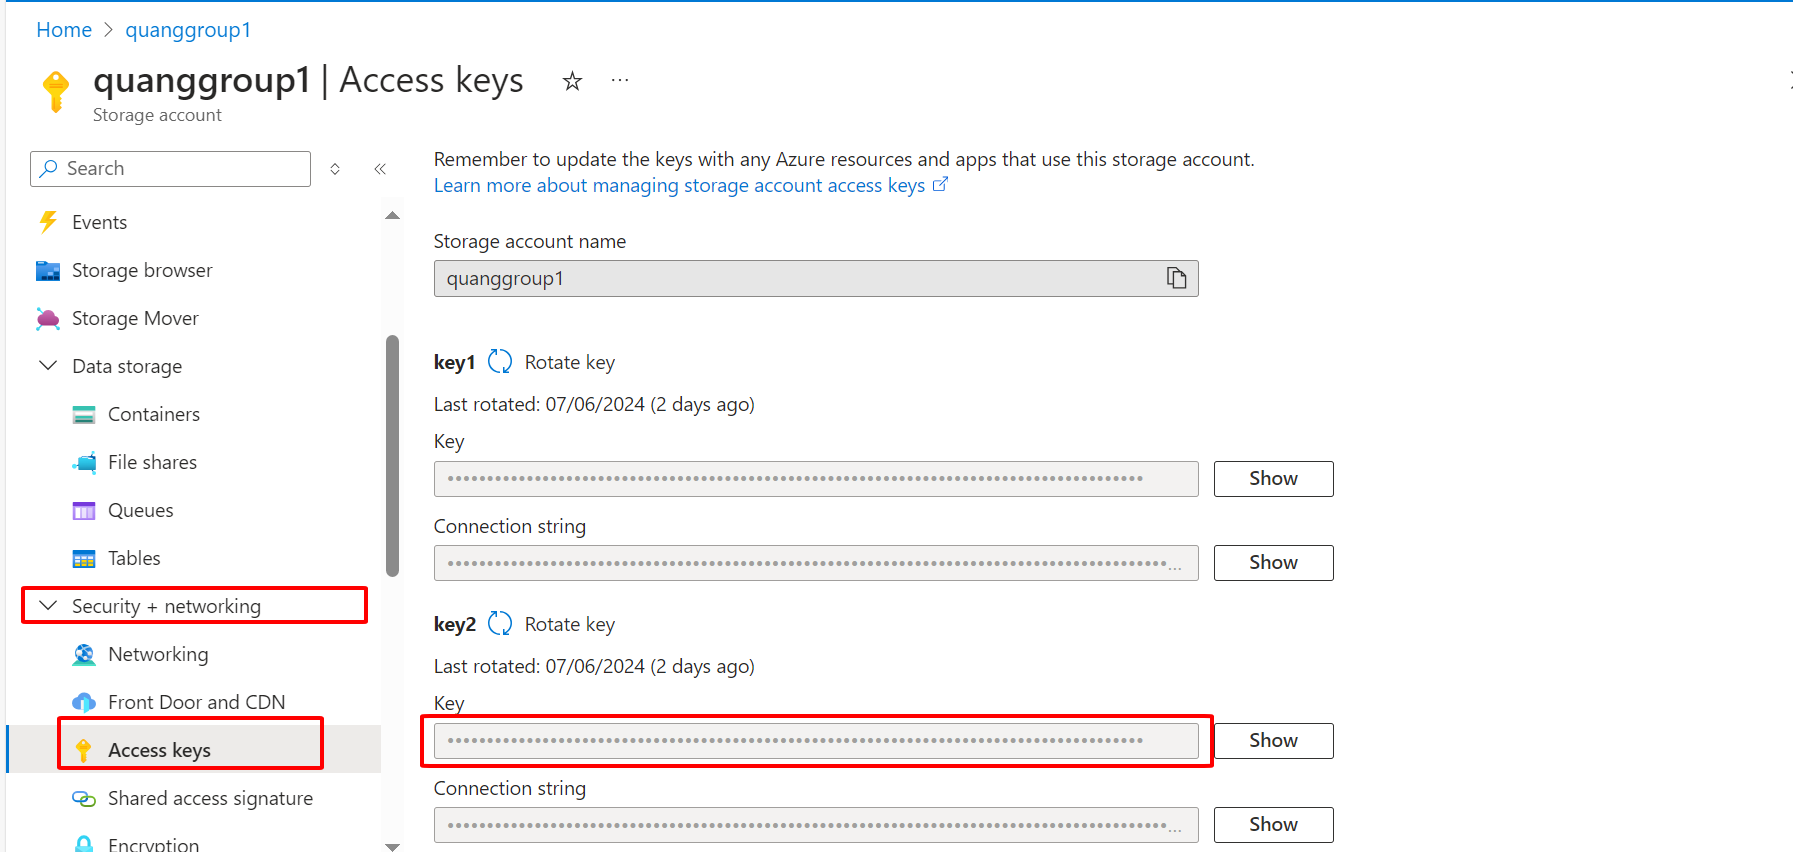 Home > quanggroup1
quanggroup1 | Access keys
Storage account
Search
Events
Storage browser
Storage Mover
Data storage
Containers
File shares
Queues
Tables
Security + networking
Networking
Front Door and CDN
Access keys
Shared access signature
Encryption
Remember to update the keys with any Azure resources and apps that use this storage account.
Learn more about managing storage account access keys
Storage account name
quanggroup1
key1 Rotate key
Last rotated: 07/06/2024 (2 days ago)
Key
Show
Connection string
Show
key2 Rotate key
Last rotated: 07/06/2024 (2 days ago)
Key
Show
Connection string
Show